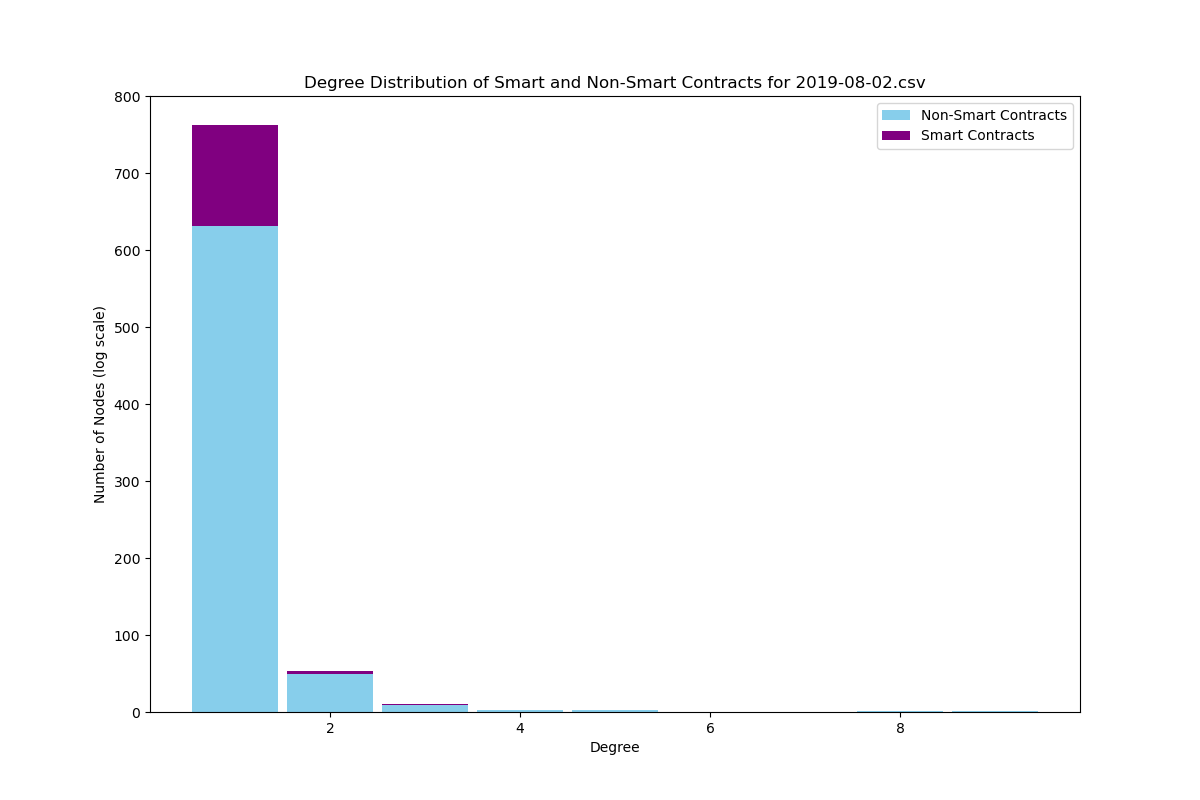 Degree Distribution of Smart and Non-Smart Contracts for 2019-08-02.csv
Non-Smart Contracts
Smart Contracts
800
700
600
500
400
300
200
100
0
Number of Nodes (log scale)
2 4 6 8
Degree